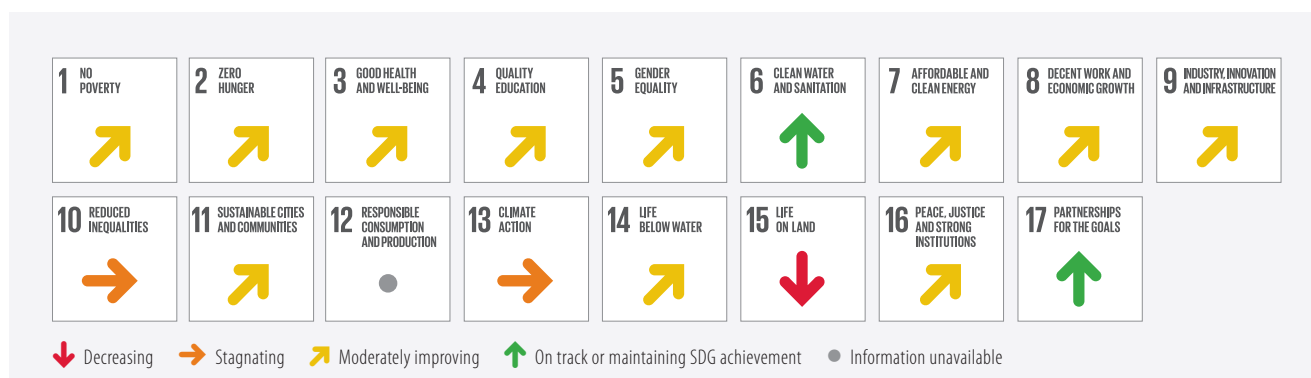 1 NO
POVERTY
2 ZERO
HUNGER
3 GOOD HEALTH
AND WELL-BEING
4 QUALITY
EDUCATION
5 GENDER
EQUALITY
6 CLEAN WATER
AND SANITATION
7 AFFORDABLE AND
CLEAN ENERGY
8 DECENT WORK AND
ECONOMIC GROWTH
9 INDUSTRY, INNOVATION
AND INFRASTRUCTURE
10 REDUCED
INEQUALITIES
11 SUSTAINABLE CITIES
AND COMMUNITIES
12 RESPONSIBLE
CONSUMPTION
AND PRODUCTION
13 CLIMATE
ACTION
14 LIFE
BELOW WATER
15 LIFE
ON LAND
16 PEACE, JUSTICE
AND STRONG
INSTITUTIONS
17 PARTNERSHIPS
FOR THE GOALS
Decreasing Stagnating Moderately improving On track or maintaining SDG achievement Information unavailable